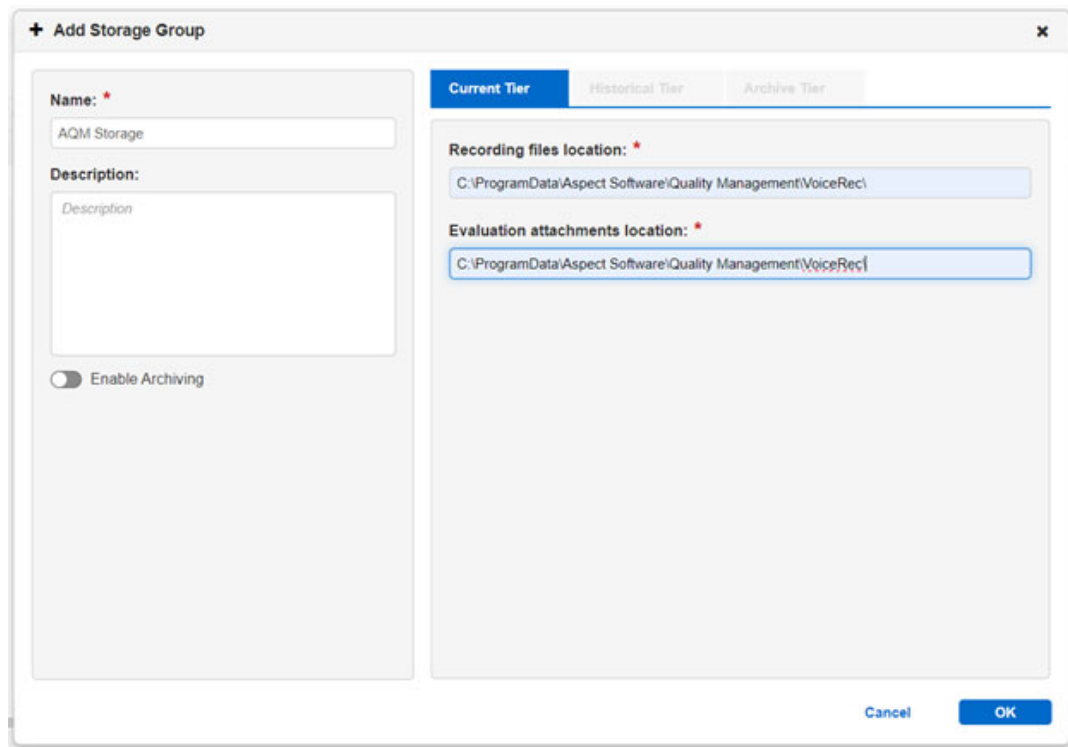 + Add Storage Group
Name: *
AQM Storage
Description:
Description
Enable Archiving
Current Tier
Historical Tier
Archive Tier
Recording files location: *
C:\ProgramData\Aspect Software\Quality Management\VoiceRec\
Evaluation attachments location: *
C:\ProgramData\Aspect Software\Quality Management\VoiceRec\
Cancel
OK